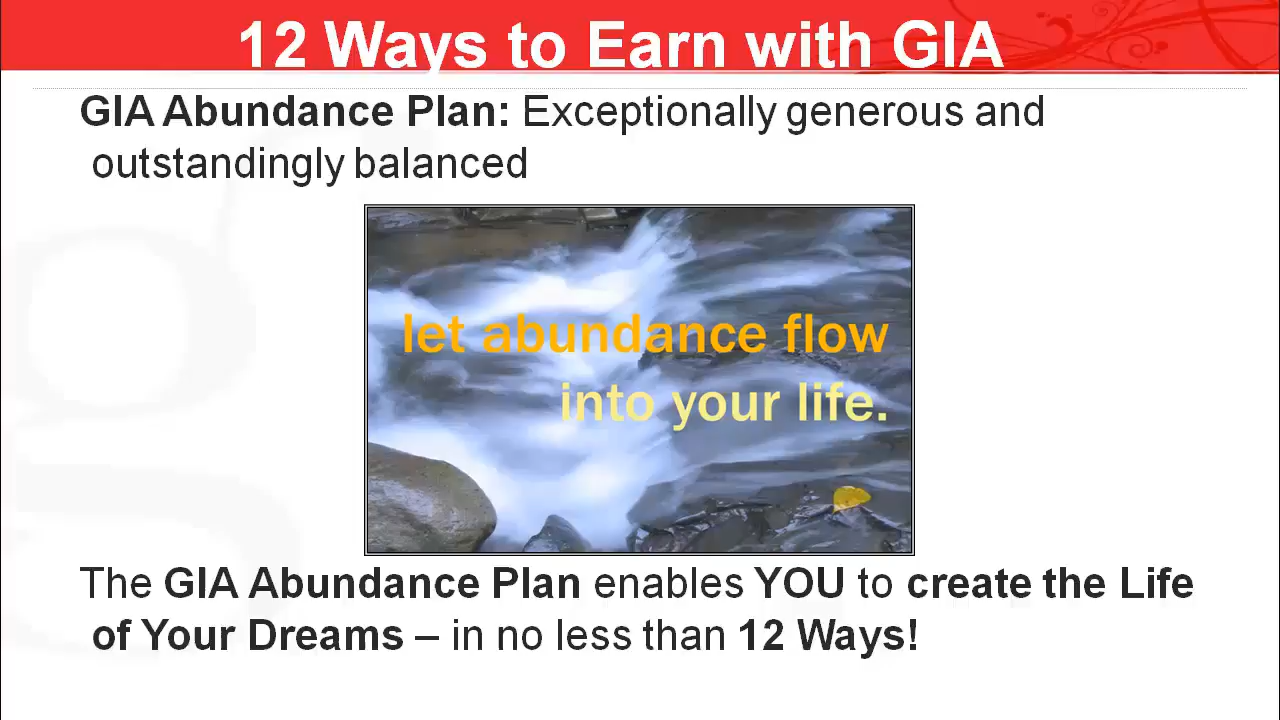 12 Ways to Earn with GIA
GIA Abundance Plan: Exceptionally generous and
outstandingly balanced
let abundance flow
into your life.
The GIA Abundance Plan enables YOU to create the Life
of Your Dreams – in no less than 12 Ways!